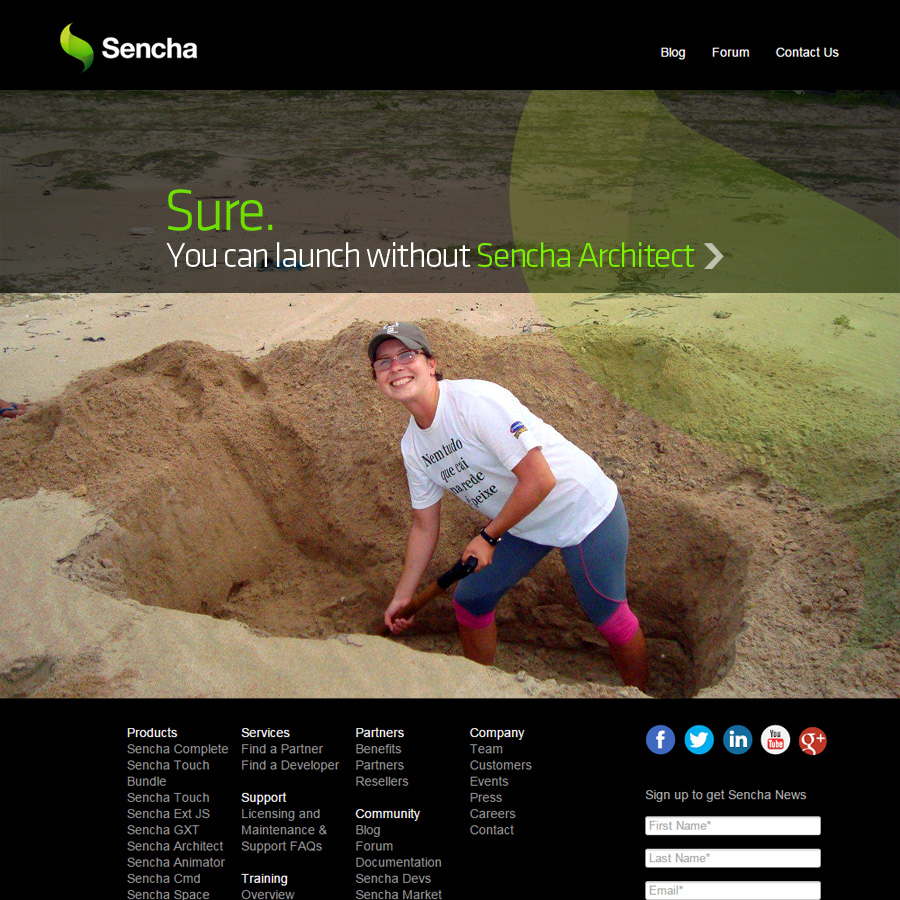 Sencha
Blog Forum Contact Us
Sure.
You can launch without Sencha Architect
Nem tudo
que cai
na rede
é peixe
Products
Sencha Complete
Sencha Touch
Bundle
Sencha Touch
Sencha Ext JS
Sencha GXT
Sencha Architect
Sencha Animator
Sencha Cmd
Sencha Space
Services
Find a Partner
Find a Developer
Support
Licensing and
Maintenance &
Support FAQs
Training
Overview
Partners
Benefits
Partners
Resellers
Community
Blog
Forum
Documentation
Sencha Devs
Sencha Market
Company
Team
Customers
Events
Press
Careers
Contact
You
Tube
Sign up to get Sencha News
First Name*
Last Name*
Email*